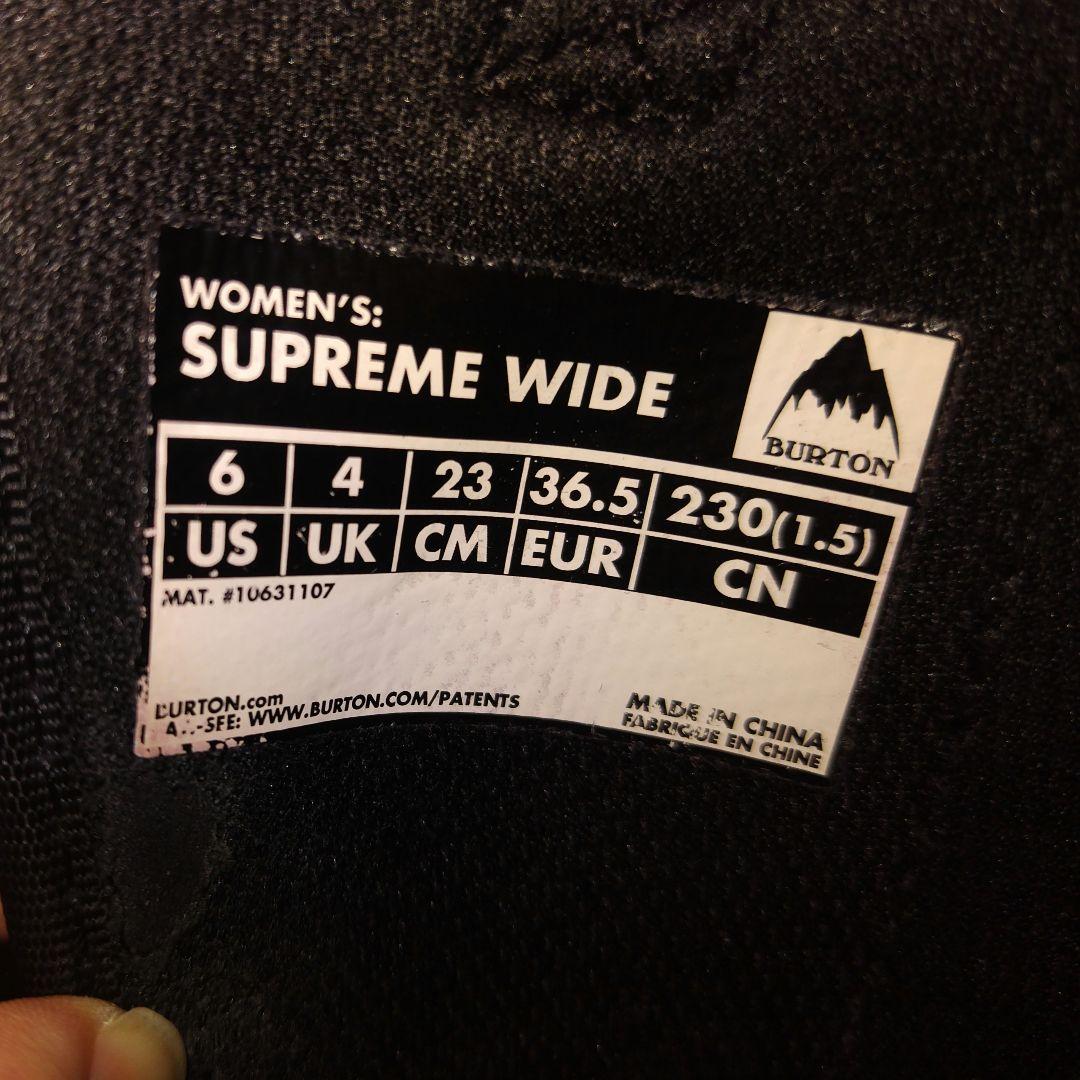 WOMEN'S:
SUPREME WIDE
BURTON
6 4 23 36.5 230(1.5)
US UK CM EUR CN
MAT. #10631107
BURTON.com
WWW.BURTON.COM/PATENTS
MADE IN CHINA
FABRIQUE EN CHINE